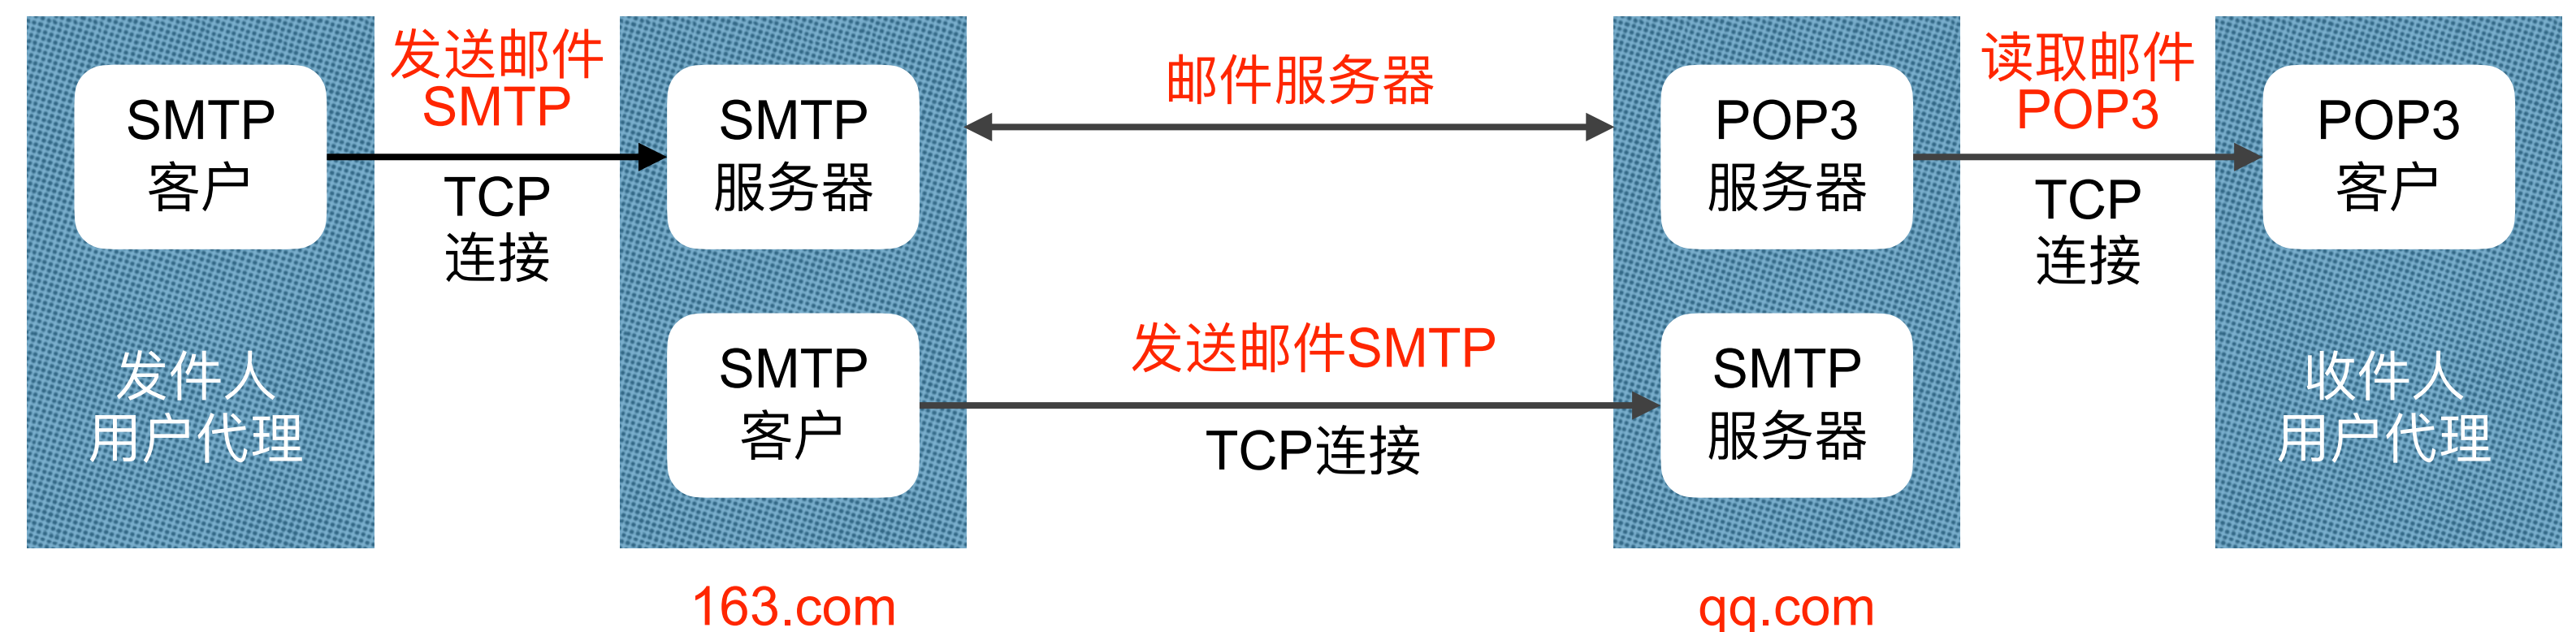 SMTP
客户
发件人
用户代理
发送邮件
SMTP
TCP
连接
SMTP
服务器
SMTP
客户
163.com
邮件服务器
发送邮件SMTP
TCP连接
POP3
服务器
SMTP
服务器
qq.com
读取邮件
POP3
TCP
连接
POP3
客户
收件人
用户代理